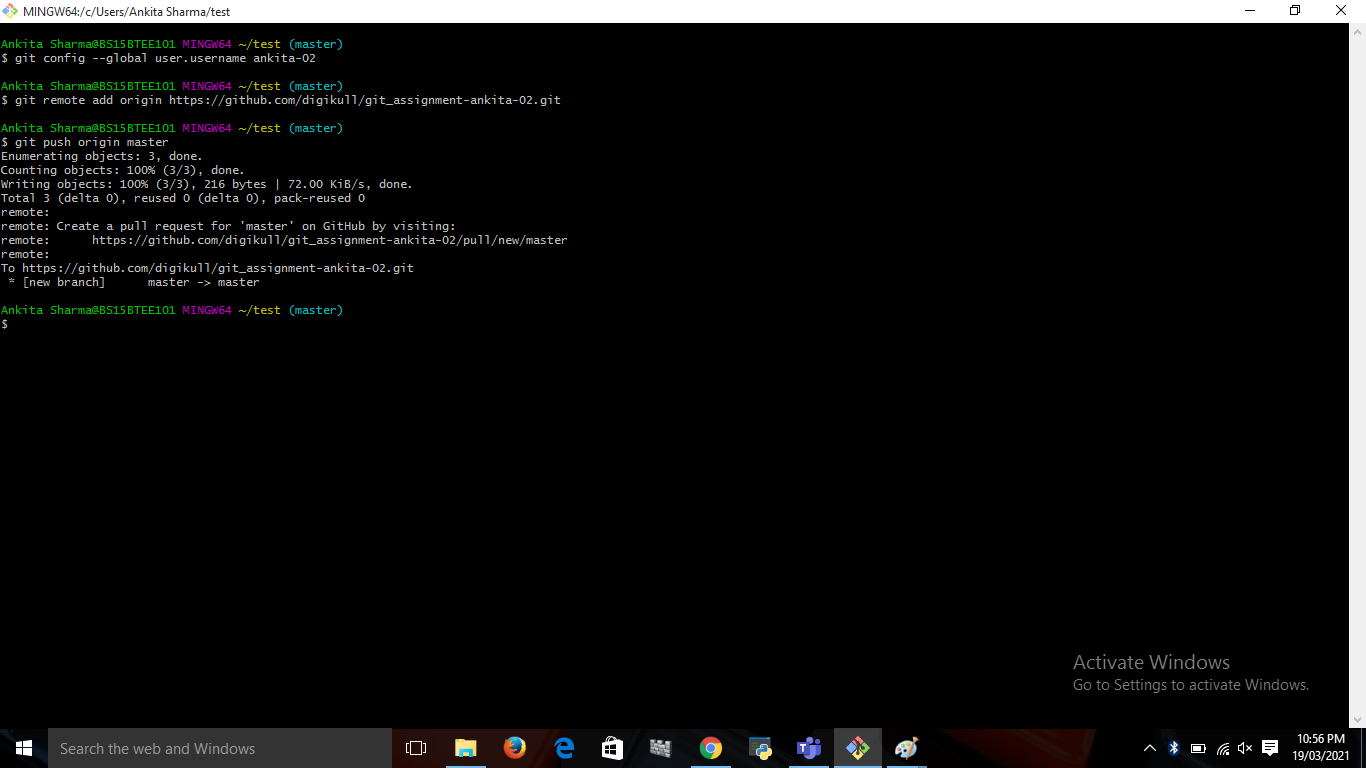 MINGW64:/c/Users/Ankita Sharma/test
Ankita Sharma@BS15BTEE101 MINGW64 ~/test (master)
$ git config --global user.username ankita-02
Ankita Sharma@BS15BTEE101 MINGW64 ~/test (master)
$ git remote add origin https://github.com/digikull/git_assignment-ankita-02.git
Ankita Sharma@BS15BTEE101 MINGW64 ~/test (master)
$ git push origin master
Enumerating objects: 3, done.
Counting objects: 100% (3/3), done.
Writing objects: 100% (3/3), 216 bytes | 72.00 KiB/s, done.
Total 3 (delta 0), reused 0 (delta 0), pack-reused 0
remote:
remote: Create a pull request for 'master' on GitHub by visiting:
remote:      https://github.com/digikull/git_assignment-ankita-02/pull/new/master
remote:
To https://github.com/digikull/git_assignment-ankita-02.git
 * [new branch]      master -> master
Ankita Sharma@BS15BTEE101 MINGW64 ~/test (master)
$
Activate Windows
Go to Settings to activate Windows.
Search the web and Windows
10:56 PM
19/03/2021